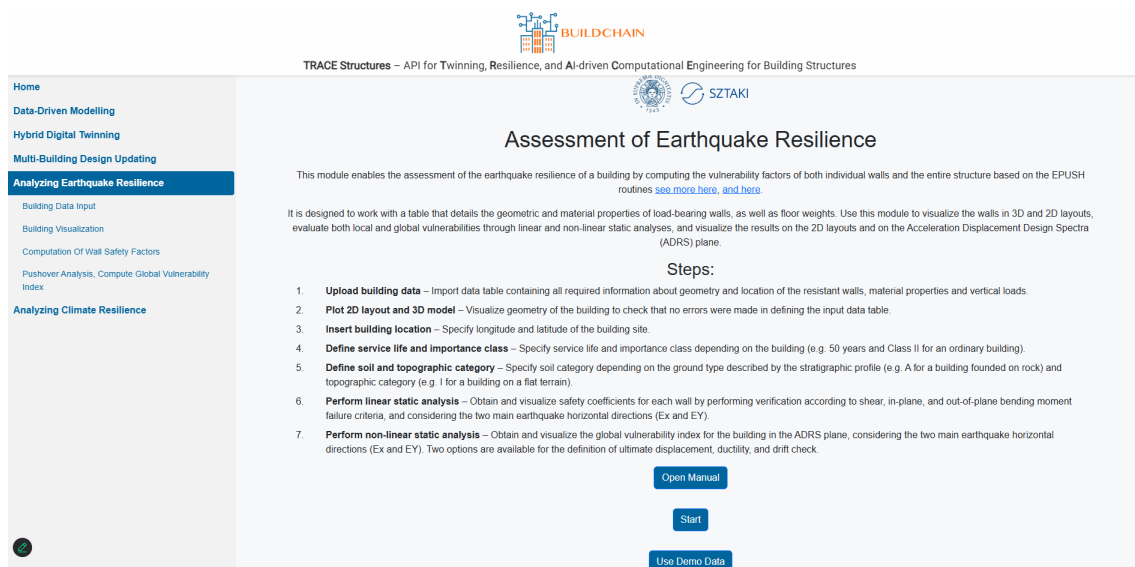 BUILDCHAIN
TRACE Structures – API for Twinning, Resilience, and AI-driven Computational Engineering for Building Structures
Home
Data-Driven Modelling
Hybrid Digital Twinning
Multi-Building Design Updating
Analyzing Earthquake Resilience
Building Data Input
Building Visualization
Computation Of Wall Safety Factors
Pushover Analysis, Compute Global Vulnerability
Index
Analyzing Climate Resilience
SZTAKI
Assessment of Earthquake Resilience
This module enables the assessment of the earthquake resilience of a building by computing the vulnerability factors of both individual walls and the entire structure based on the EPUSH
routines see more here, and here.
It is designed to work with a table that details the geometric and material properties of load-bearing walls, as well as floor weights. Use this module to visualize the walls in 3D and 2D layouts,
evaluate both local and global vulnerabilities through linear and non-linear static analyses, and visualize the results on the 2D layouts and on the Acceleration Displacement Design Spectra
(ADRS) plane.
Steps:
1. Upload building data – Import data table containing all required information about geometry and location of the resistant walls, material properties and vertical loads.
2. Plot 2D layout and 3D model – Visualize geometry of the building to check that no errors were made in defining the input data table.
3. Insert building location – Specify longitude and latitude of the building site.
4. Define service life and importance class – Specify service life and importance class depending on the building (e.g. 50 years and Class II for an ordinary building).
5. Define soil and topographic category – Specify soil category depending on the ground type described by the stratigraphic profile (e.g. A for a building founded on rock) and
topographic category (e.g. I for a building on a flat terrain).
6. Perform linear static analysis – Obtain and visualize safety coefficients for each wall by performing verification according to shear, in-plane, and out-of-plane bending moment
failure criteria, and considering the two main earthquake horizontal directions (Ex and EY).
7. Perform non-linear static analysis – Obtain and visualize the global vulnerability index for the building in the ADRS plane, considering the two main earthquake horizontal
directions (Ex and EY). Two options are available for the definition of ultimate displacement, ductility, and drift check.
Open Manual
Start
Use Demo Data